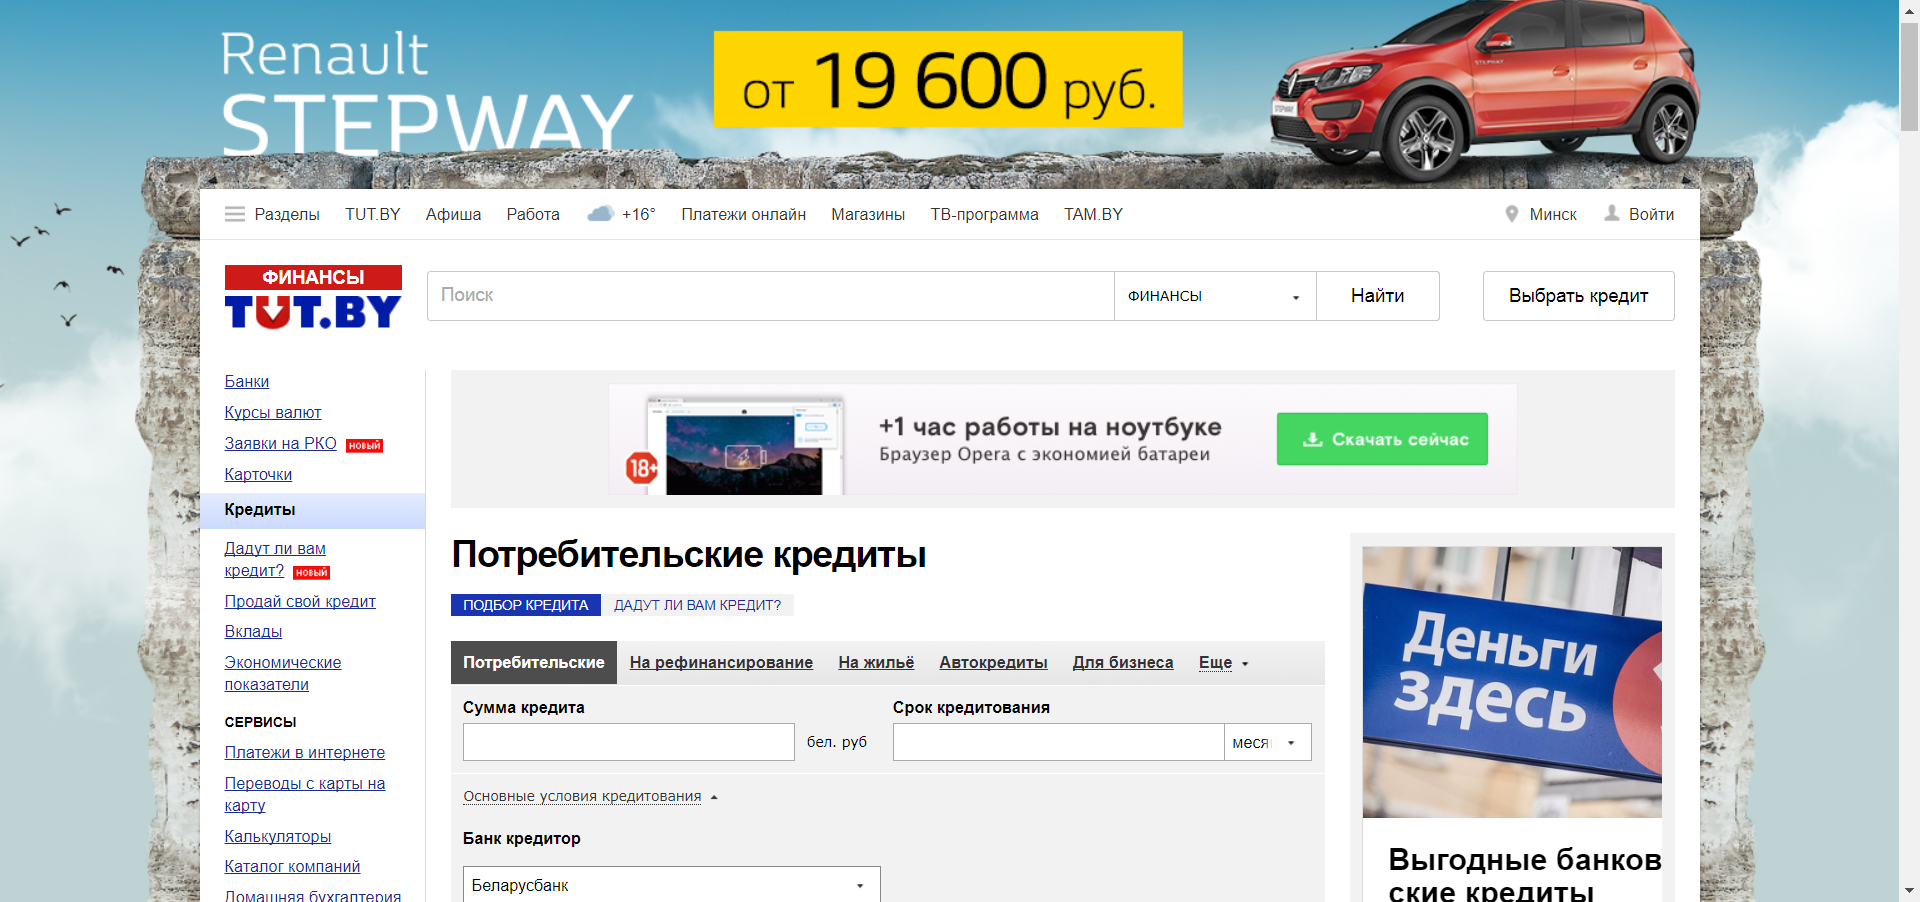 Renault
STEPWAY
от 19 600 руб.
Разделы TUT.BY Афиша Работа +16° Платежи онлайн Магазины ТВ-программа TAM.BY Минск Войти
ФИНАНСЫ
TUT.BY
Поиск ФИНАНСЫ Найти Выбрать кредит
Банки
Курсы валют
Заявки на РКО новый
Карточки
Кредиты
Дадут ли вам
кредит? новый
Продай свой кредит
Вклады
Экономические
показатели
СЕРВИСЫ
Платежи в интернете
Переводы с карты на
карту
Калькуляторы
Каталог компаний
Домашняя бухгалтерия
18+
+1 час работы на ноутбуке
Браузер Opera с экономией батареи
Скачать сейчас
Потребительские кредиты
ПОДБОР КРЕДИТА ДАДУТ ЛИ ВАМ КРЕДИТ?
Потребительские На рефинансирование На жильё Автокредиты Для бизнеса Еще
Сумма кредита Срок кредитования
бел. руб меся
Основные условия кредитования
Банк кредитор
Беларусбанк
Деньги
здесь
Выгодные банков
ские кредиты